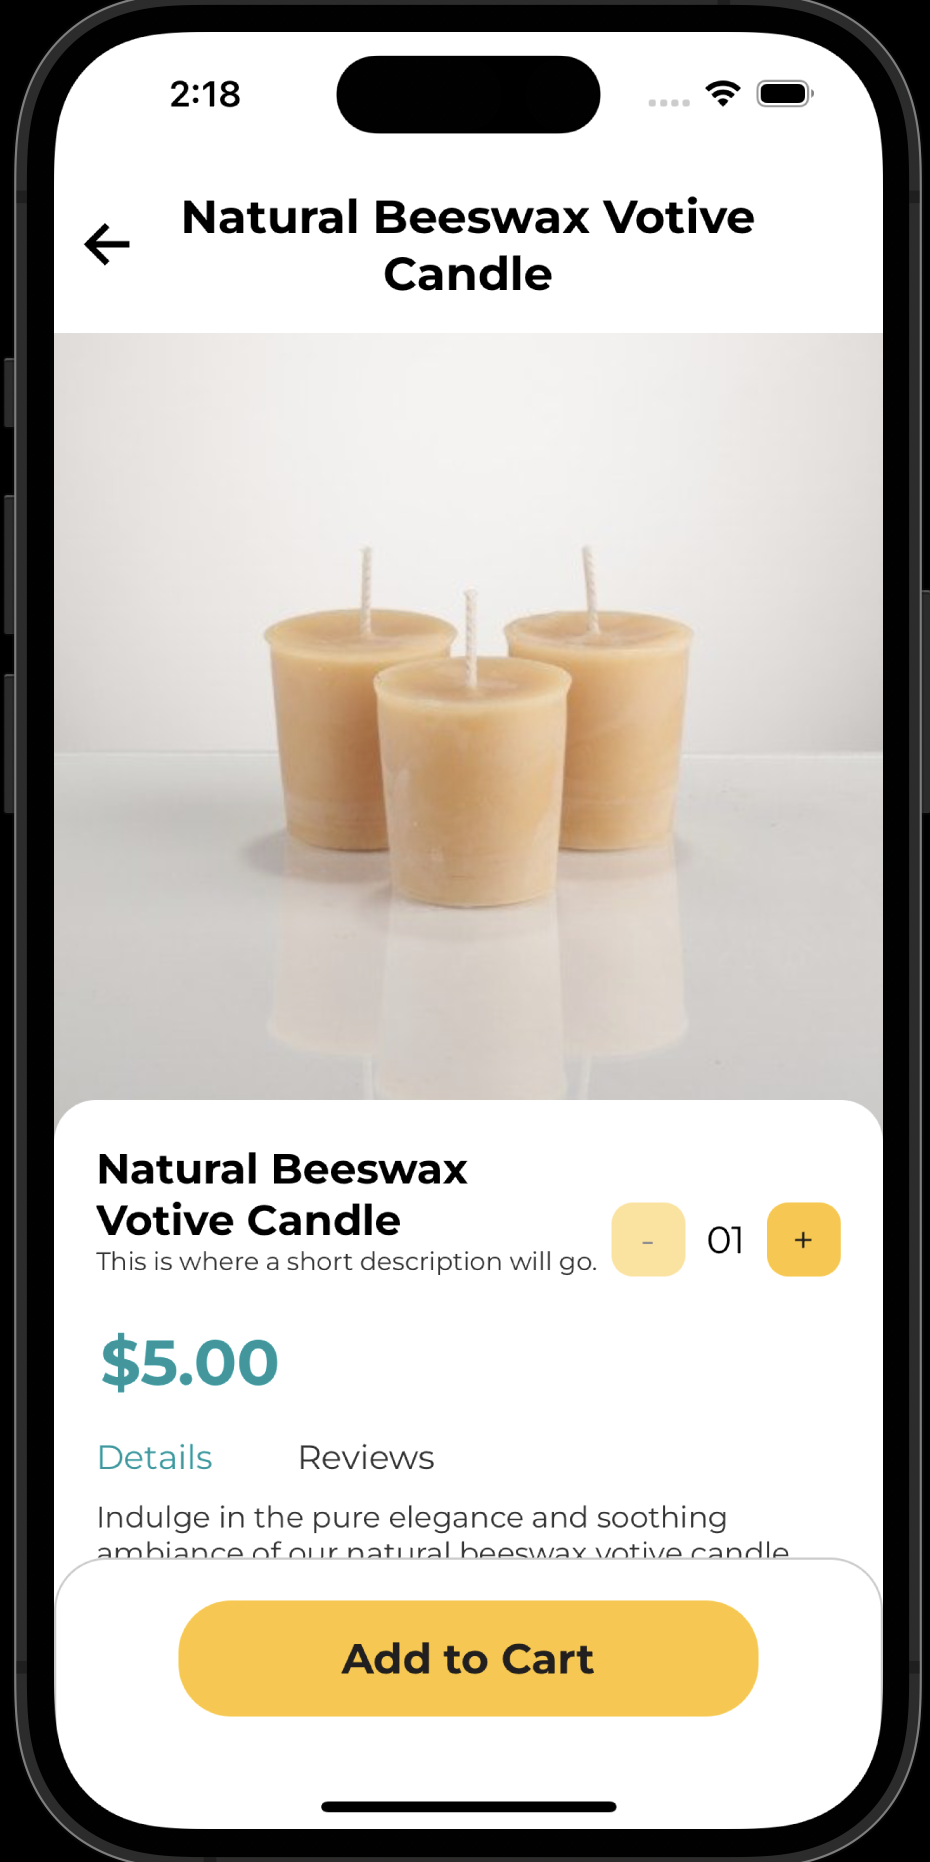 2:18
Natural Beeswax Votive
Candle
Natural Beeswax
Votive Candle
This is where a short description will go.
- 01 +
$5.00
Details Reviews
Indulge in the pure elegance and soothing
ambiance of our natural beeswax votive candle
Add to Cart